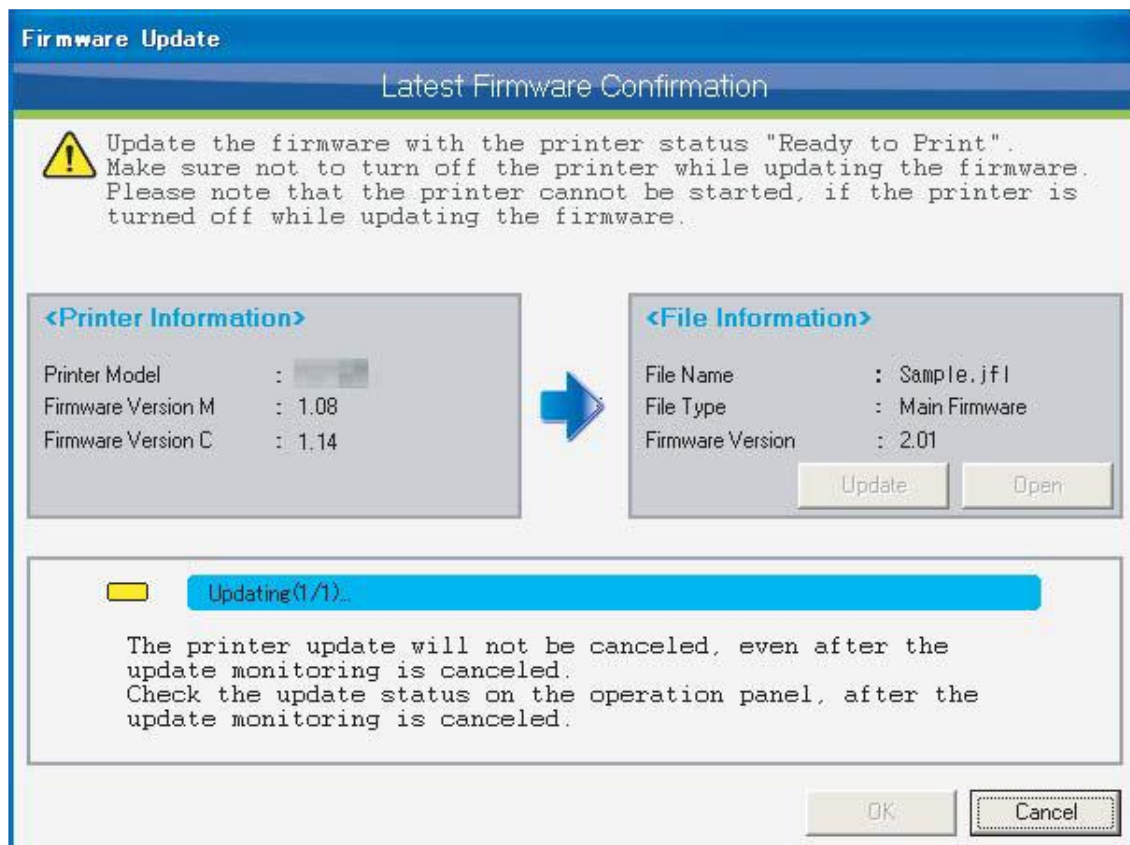 Firmware Update
Latest Firmware Confirmation
Update the firmware with the printer status "Ready to Print".
Make sure not to turn off the printer while updating the firmware.
Please note that the printer cannot be started, if the printer is
turned off while updating the firmware.
<Printer Information>
Printer Model :
Firmware Version M : 1.08
Firmware Version C : 1.14
<File Information>
File Name : Sample.jfl
File Type : Main Firmware
Firmware Version : 2.01
Update Open
Updating(1/1)...
The printer update will not be canceled, even after the
update monitoring is canceled.
Check the update status on the operation panel, after the
update monitoring is canceled.
OK Cancel